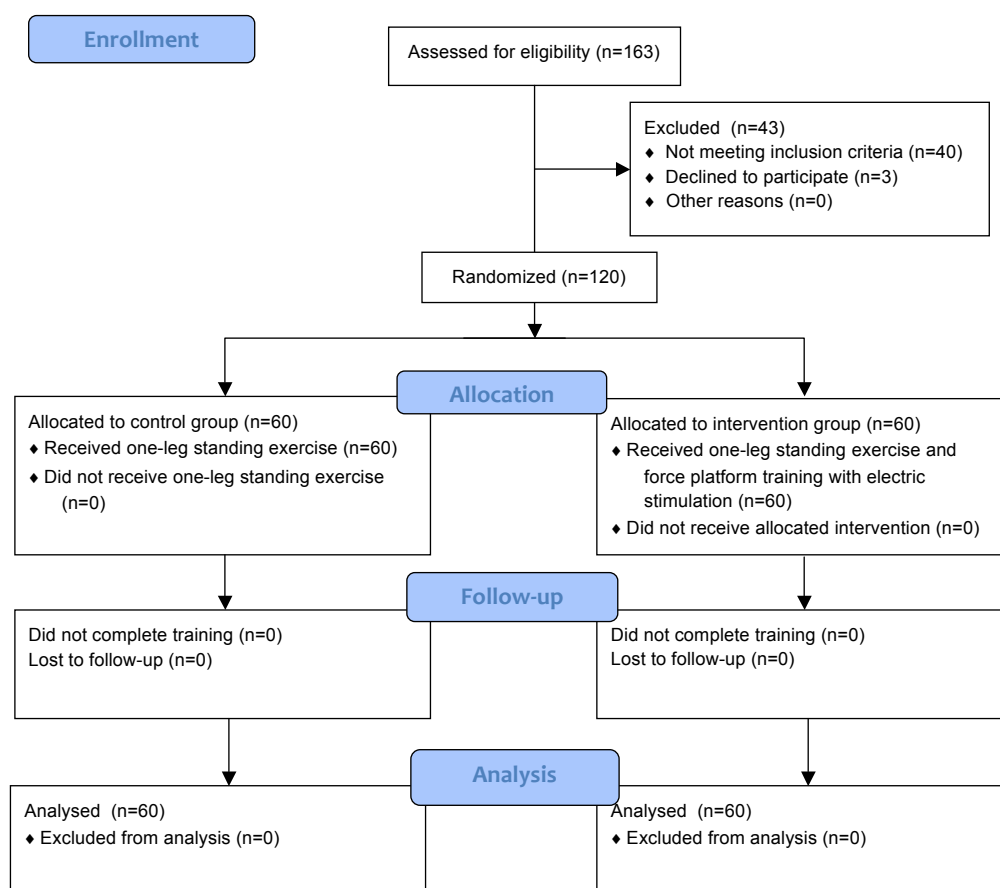 Enrollment
Assessed for eligibility (n=163)
Excluded (n=43)
♦ Not meeting inclusion criteria (n=40)
♦ Declined to participate (n=3)
♦ Other reasons (n=0)
Randomized (n=120)
Allocation
Allocated to control group (n=60)
♦ Received one-leg standing exercise (n=60)
♦ Did not receive one-leg standing exercise
(n=0)
Allocated to intervention group (n=60)
♦ Received one-leg standing exercise and
force platform training with electric
stimulation
(n=60)
♦ Did not receive allocated intervention (n=0)
Follow-up
Did not complete training (n=0)
Lost to follow-up (n=0)
Did not complete training (n=0)
Lost to follow-up (n=0)
Analysis
Analysed (n=60)
♦ Excluded from analysis (n=0)
Analysed (n=60)
♦ Excluded from analysis (n=0)